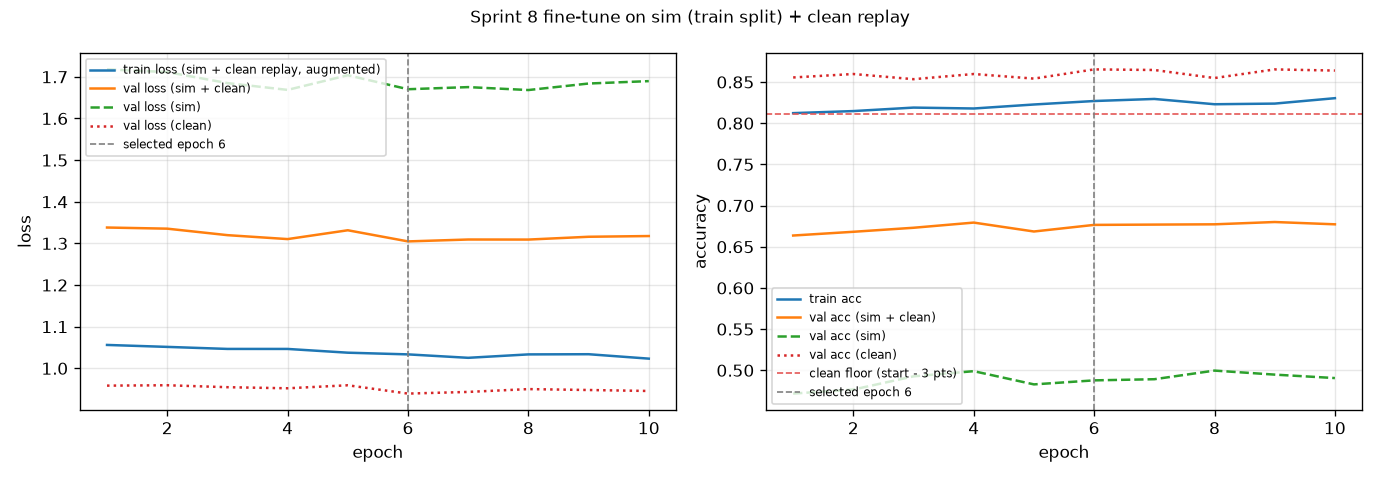 Sprint 8 fine-tune on sim (train split) + clean replay
train loss (sim + clean replay, augmented)
val loss (sim + clean)
val loss (sim)
val loss (clean)
selected epoch 6
1.7
1.6
1.5
1.4
1.3
1.2
1.1
1.0
loss
2 4 6 8 10
epoch
0.85
0.80
0.75
0.70
0.65
0.60
0.55
0.50
accuracy
train acc
val acc (sim + clean)
val acc (sim)
val acc (clean)
clean floor (start - 3 pts)
selected epoch 6
2 4 6 8 10
epoch